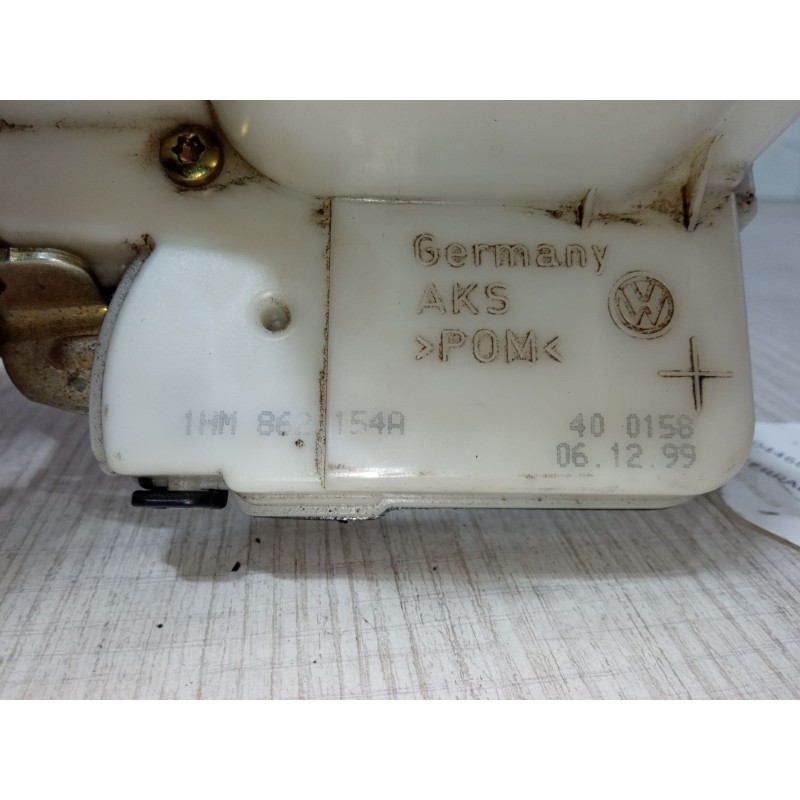 Germany
AKS
>POM<
1HM 862 154A
40 0158
06.12.99